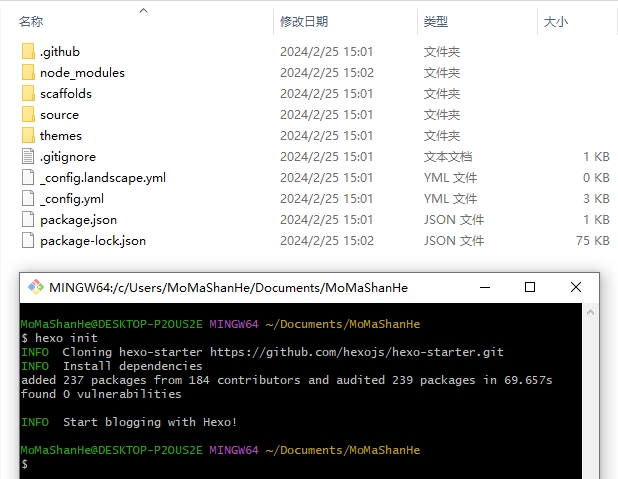 名称 修改日期 类型 大小
.github 2024/2/25 15:01 文件夹
node_modules 2024/2/25 15:02 文件夹
scaffolds 2024/2/25 15:01 文件夹
source 2024/2/25 15:01 文件夹
themes 2024/2/25 15:01 文件夹
.gitignore 2024/2/25 15:01 文本文档 1 KB
_config.landscape.yml 2024/2/25 15:01 YML 文件 0 KB
_config.yml 2024/2/25 15:01 YML 文件 3 KB
package.json 2024/2/25 15:01 JSON 文件 1 KB
package-lock.json 2024/2/25 15:02 JSON 文件 75 KB
MINGW64:/c/Users/MoMaShanHe/Documents/MoMaShanHe
MoMaShanHe@DESKTOP-P2OUS2E MINGW64 ~/Documents/MoMaShanHe
$ hexo init
INFO  Cloning hexo-starter https://github.com/hexojs/hexo-starter.git
INFO  Install dependencies
added 237 packages from 184 contributors and audited 239 packages in 69.657s
found 0 vulnerabilities
INFO  Start blogging with Hexo!
MoMaShanHe@DESKTOP-P2OUS2E MINGW64 ~/Documents/MoMaShanHe
$